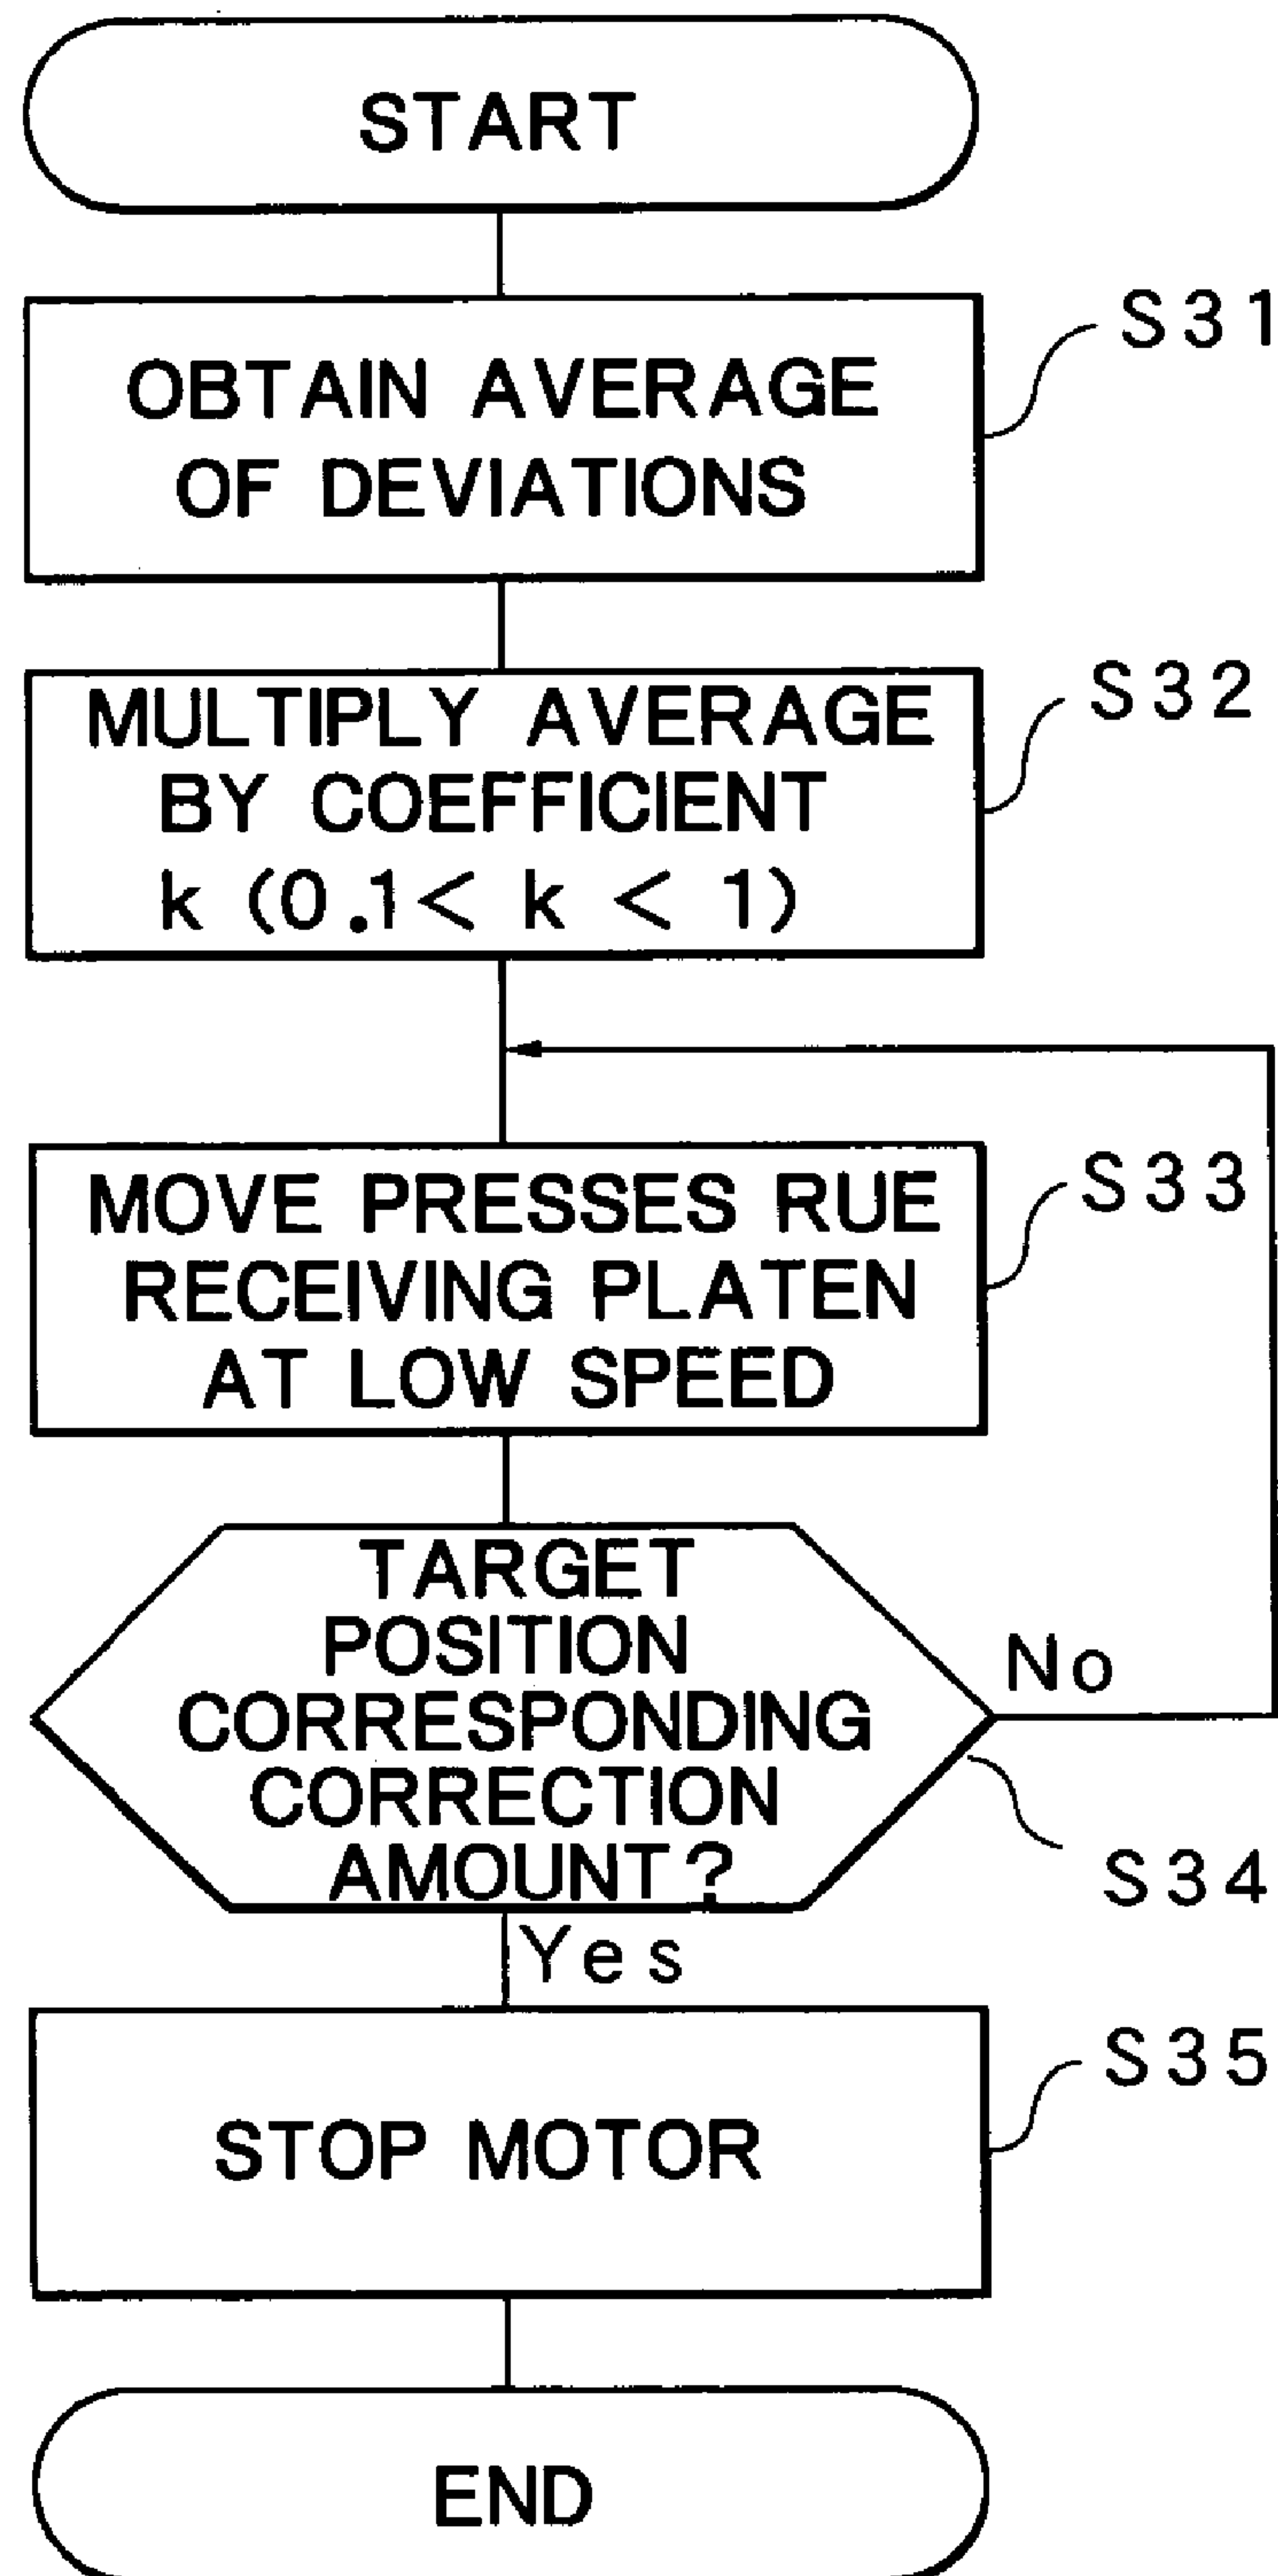 START
S31
OBTAIN AVERAGE
OF DEVIATIONS
S32
MULTIPLY AVERAGE
BY COEFFICIENT
k (0.1< k < 1)
S33
MOVE PRESSES RUE
RECEIVING PLATEN
AT LOW SPEED
TARGET
POSITION
CORRESPONDING
CORRECTION
AMOUNT?
No
S34
Yes
S35
STOP MOTOR
END